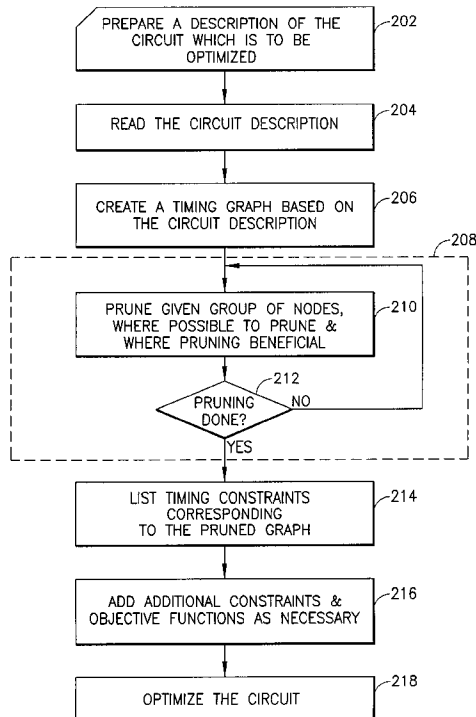 PREPARE A DESCRIPTION OF THE
CIRCUIT WHICH IS TO BE
OPTIMIZED
202
READ THE CIRCUIT DESCRIPTION
204
CREATE A TIMING GRAPH BASED ON
THE CIRCUIT DESCRIPTION
206
208
PRUNE GIVEN GROUP OF NODES,
WHERE POSSIBLE TO PRUNE &
WHERE PRUNING BENEFICIAL
210
212
PRUNING
DONE?
NO
YES
LIST TIMING CONSTRAINTS
CORRESPONDING
TO THE PRUNED GRAPH
214
ADD ADDITIONAL CONSTRAINTS &
OBJECTIVE FUNCTIONS AS NECESSARY
216
OPTIMIZE THE CIRCUIT
218